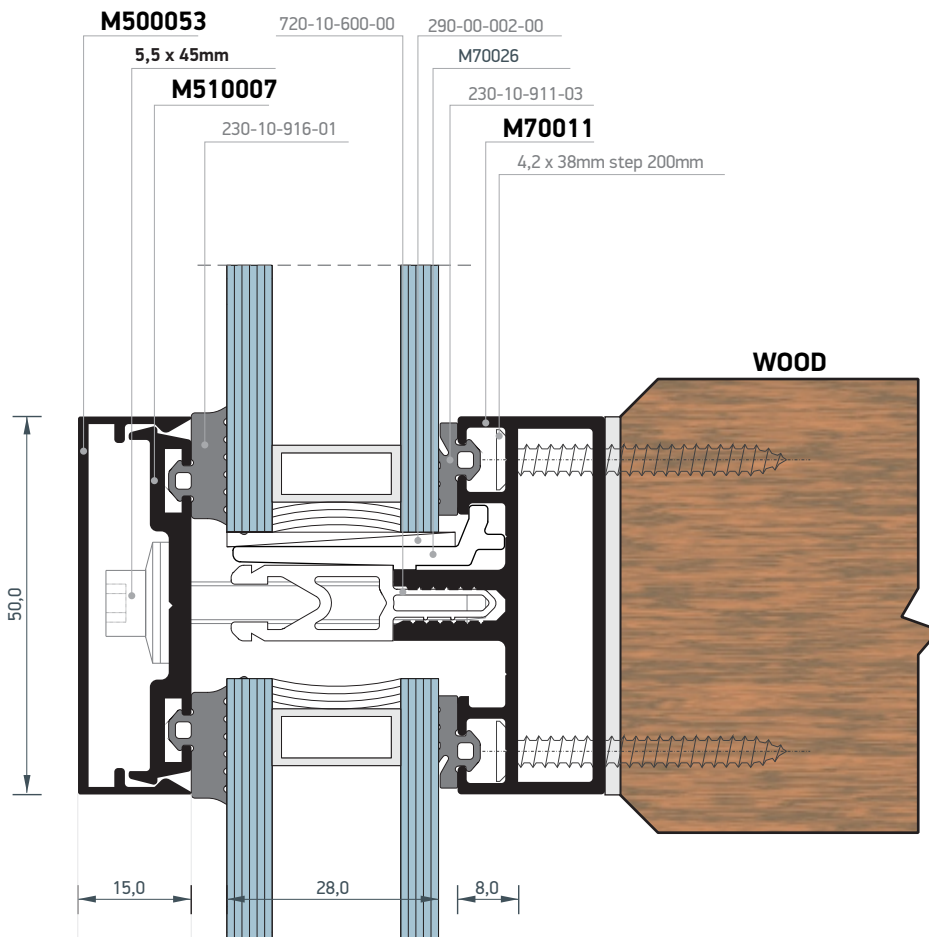 M500053
720-10-600-00
290-00-002-00
5,5 x 45mm
M70026
M510007
230-10-911-03
230-10-916-01
M70011
4,2 x 38mm step 200mm
WOOD
50,0
15,0
28,0
8,0